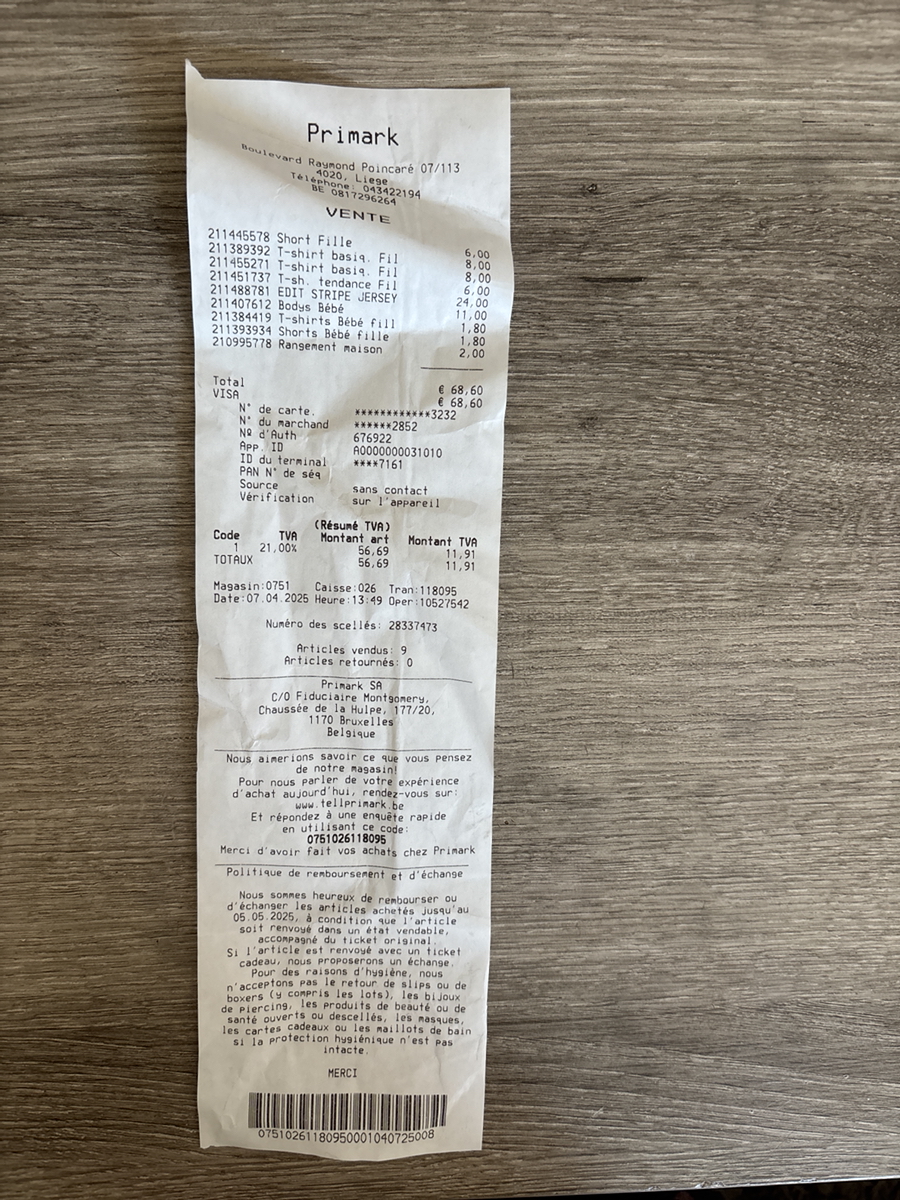 Primark
Boulevard Raymond Poincaré 07/113
4020, Liege
Téléphone: 043422194
BE 0817296264
VENTE
211445578 Short Fille 6,00
211389392 T-shirt basiq. Fil 8,00
211455271 T-shirt basiq. Fil 8,00
211451737 T-sh. tendance Fil 6,00
211488781 EDIT STRIPE JERSEY 24,00
211407612 Bodys Bébé 11,00
211384419 T-shirts Bébé fill 1,80
211393934 Shorts Bébé fille 1,80
210995778 Rangement maison 2,00
Total € 68,60
VISA € 68,60
N° de carte. ************3232
N° du marchand ******2852
Nº d'Auth 676922
App. ID A0000000031010
ID du terminal ****7161
PAN N° de séq
Source sans contact
Vérification sur l'appareil
(Résumé TVA)
Code TVA Montant art Montant TVA
1 21,00% 56,69 11,91
TOTAUX 56,69 11,91
Magasin:0751 Caisse:026 Tran:118095
Date:07.04.2025 Heure:13:49 Oper:10527542
Numéro des scellés: 28337473
Articles vendus: 9
Articles retournés: 0
Primark SA
C/O Fiduciaire Montgomery,
Chaussée de la Hulpe, 177/20,
1170 Bruxelles
Belgique
Nous aimerions savoir ce que vous pensez
de notre magasin!
Pour nous parler de votre expérience
d'achat aujourd'hui, rendez-vous sur:
www.tellprimark.be
Et répondez à une enquête rapide
en utilisant ce code:
0751026118095
Merci d'avoir fait vos achats chez Primark
Politique de remboursement et d'échange
Nous sommes heureux de rembourser ou
d'échanger les articles achetés jusqu'au
05.05.2025, à condition que l'article
soit renvoyé dans un état vendable,
accompagné du ticket original.
Si l'article est renvoyé avec un ticket
cadeau, nous proposerons un échange.
Pour des raisons d'hygiène, nous
n'acceptons pas le retour de slips ou de
boxers (y compris les lots), les bijoux
de piercing, les produits de beauté ou de
santé ouverts ou descellés, les masques,
les cartes cadeaux ou les maillots de bain
si la protection hygiénique n'est pas
intacte.
MERCI
07510261180950001040725008